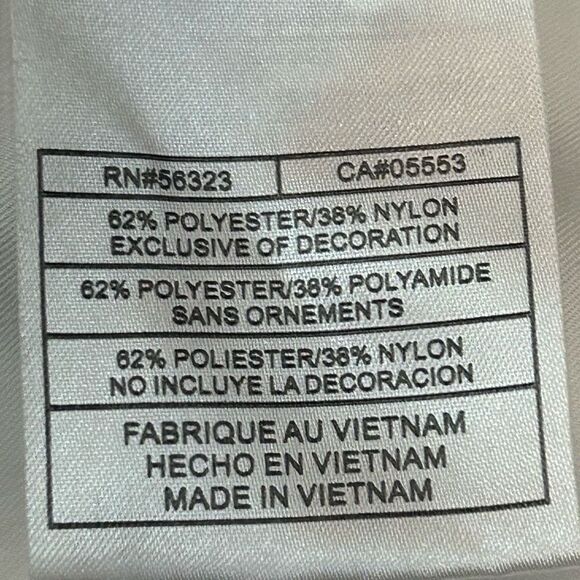 RN#56323 CA#05553
62% POLYESTER/38% NYLON
EXCLUSIVE OF DECORATION
62% POLYESTER/38% POLYAMIDE
SANS ORNEMENTS
62% POLIESTER/38% NYLON
NO INCLUYE LA DECORACION
FABRIQUE AU VIETNAM
HECHO EN VIETNAM
MADE IN VIETNAM